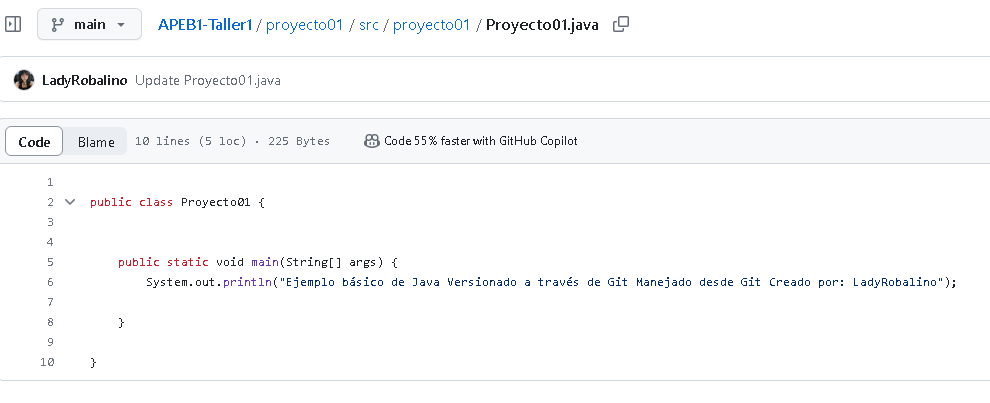 main
APEB1-Taller1 / proyecto01 / src / proyecto01 / Proyecto01.java
LadyRobalino Update Proyecto01.java
Code Blame 10 lines (5 loc) · 225 Bytes Code 55% faster with GitHub Copilot
1
2 public class Proyecto01 {
3
4
5 public static void main(String[] args) {
6 System.out.println("Ejemplo básico de Java Versionado a través de Git Manejado desde Git Creado por: LadyRobalino");
7
8 }
9
10 }